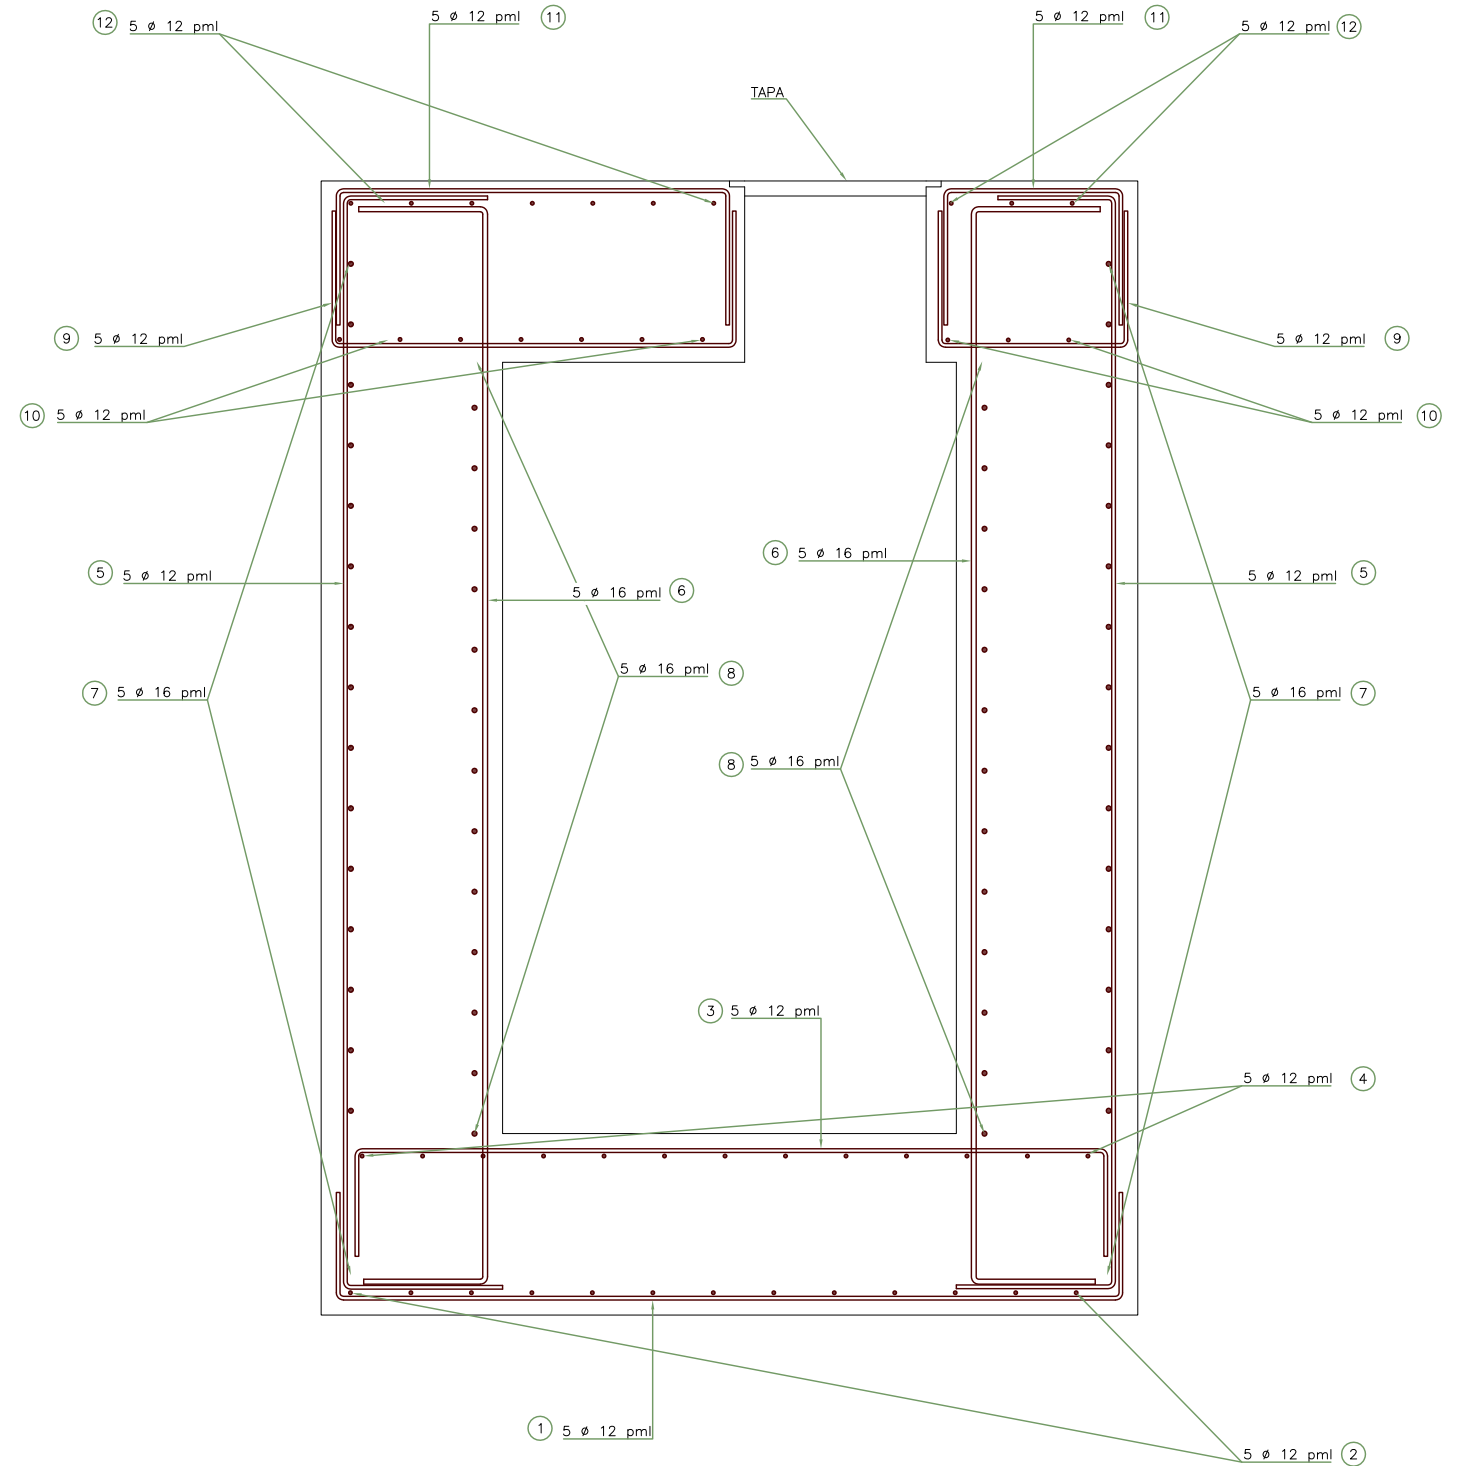 12 5 ø 12 pml
5 ø 12 pml 11
5 ø 12 pml 11
5 ø 12 pml 12
TAPA
9 5 ø 12 pml
5 ø 12 pml 9
10 5 ø 12 pml
5 ø 12 pml 10
6 5 ø 16 pml
5 5 ø 12 pml
5 ø 12 pml 5
5 ø 16 pml 6
5 ø 16 pml 8
7 5 ø 16 pml
5 ø 16 pml 7
8 5 ø 16 pml
3 5 ø 12 pml
5 ø 12 pml 4
1 5 ø 12 pml
5 ø 12 pml 2